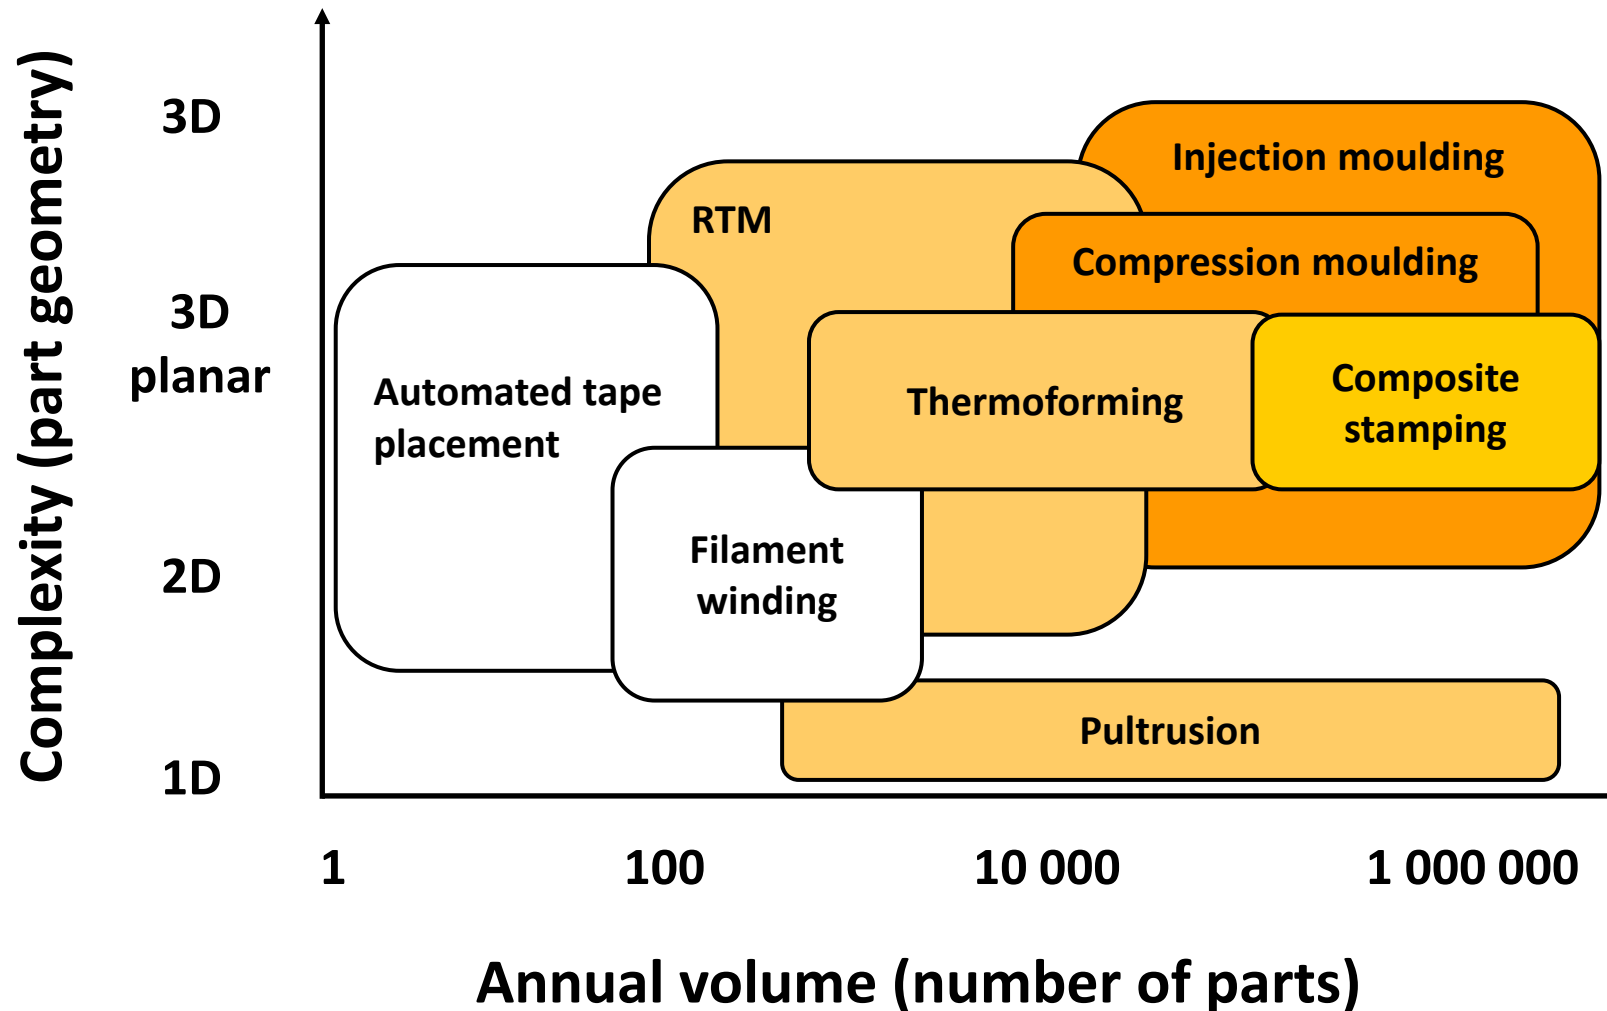 Complexity (part geometry)
3D
3D
planar
2D
1D
Injection moulding
RTM
Compression moulding
Automated tape
placement
Thermoforming
Composite
stamping
Filament
winding
Pultrusion
1
100
10 000
1 000 000
Annual volume (number of parts)